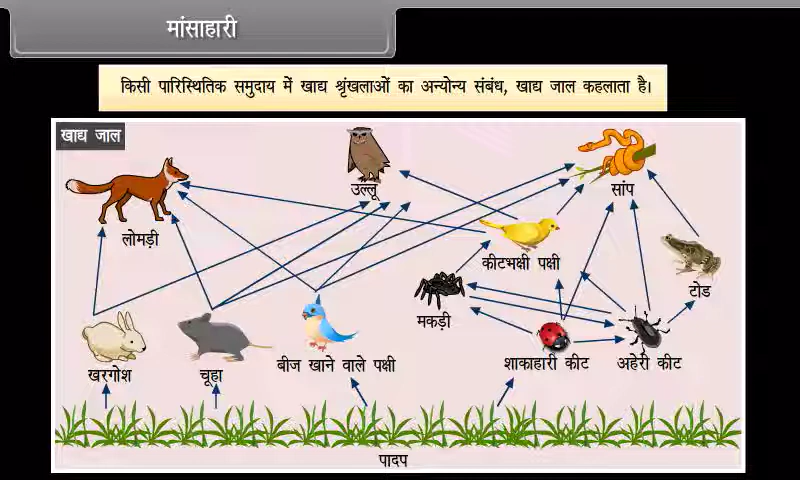 मांसाहारी
किसी पारिस्थितिक समुदाय में खाद्य श्रृंखलाओं का अन्योन्य संबंध, खाद्य जाल कहलाता है।
खाद्य जाल
उल्लू
सांप
लोमड़ी
कीटभक्षी पक्षी
टोड
मकड़ी
खरगोश
चूहा
बीज खाने वाले पक्षी
शाकाहारी कीट
अहेरी कीट
पादप